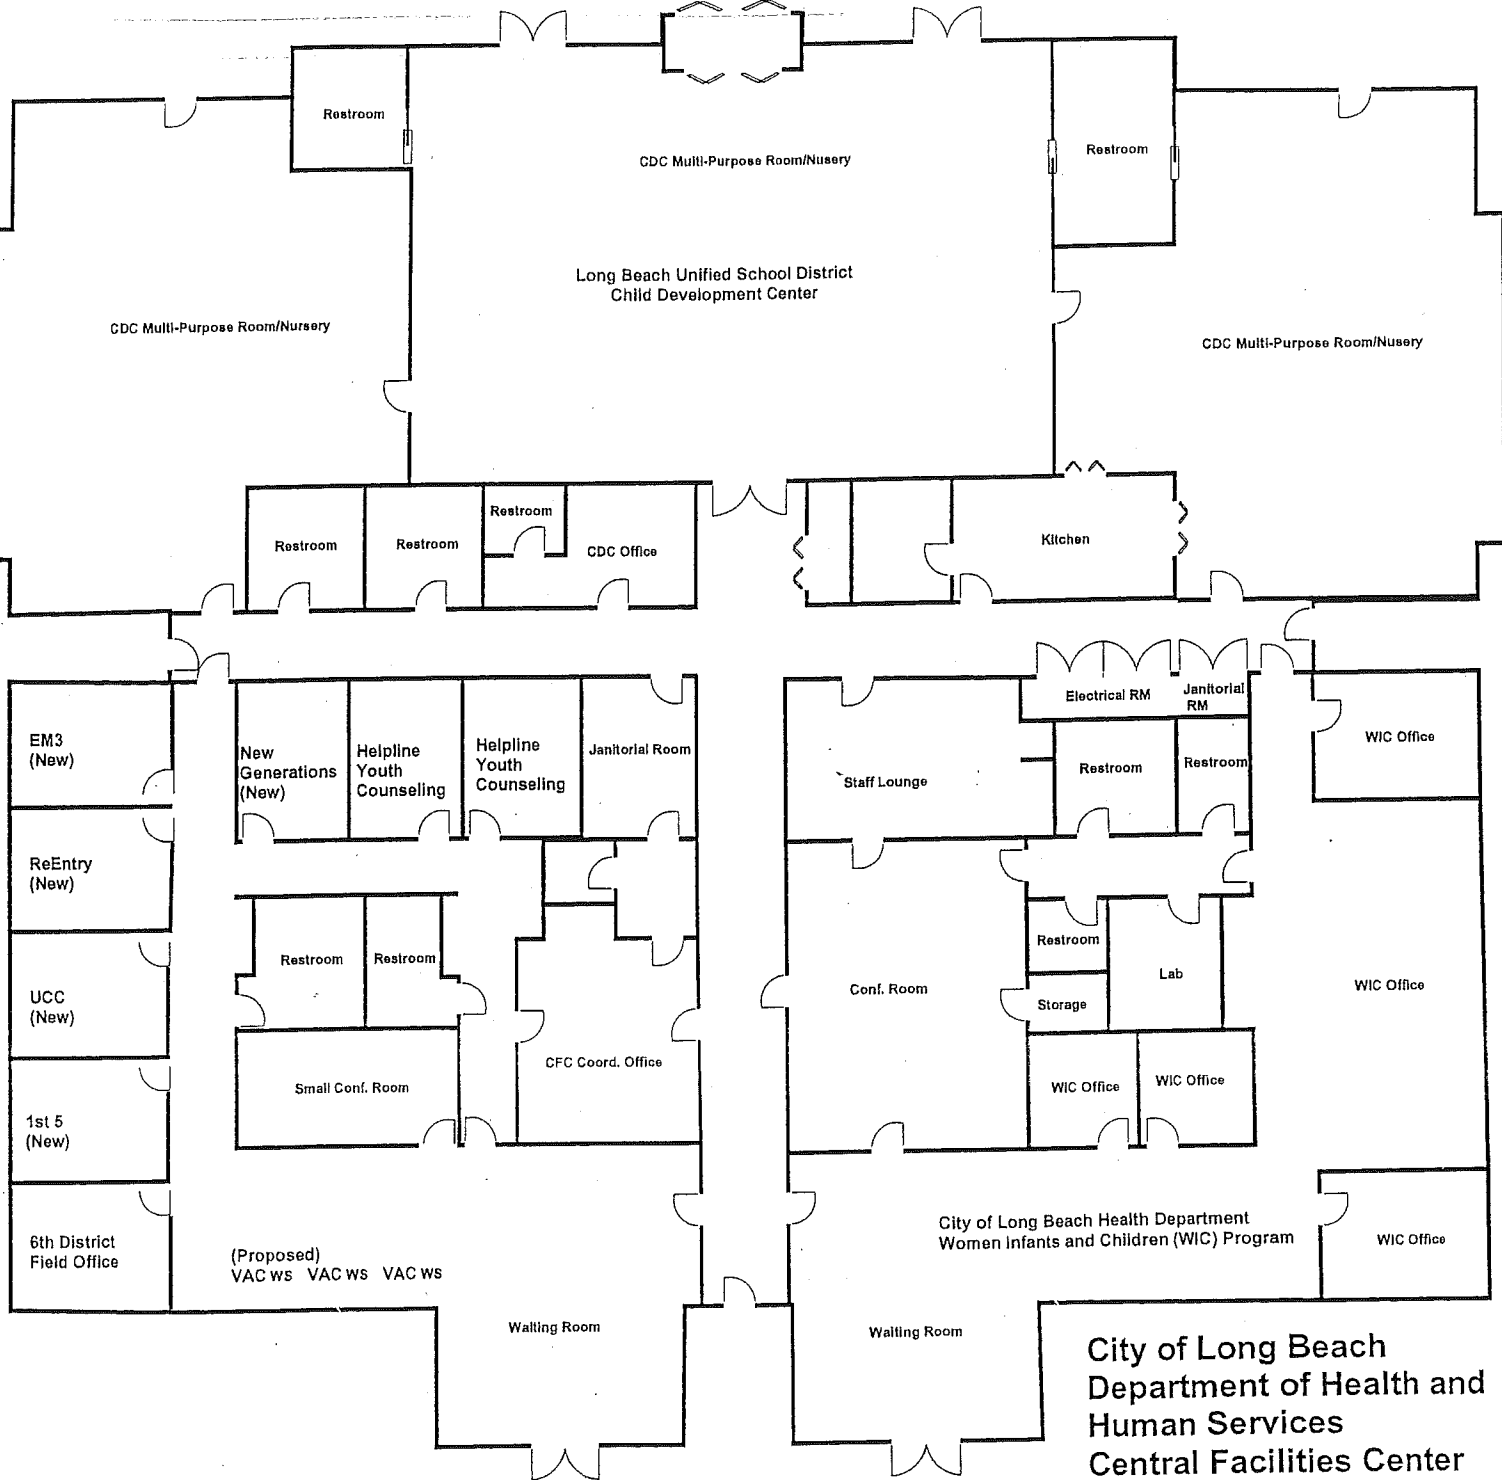 Restroom
CDC Multi-Purpose Room/Nusery
Restroom
Long Beach Unified School District
Child Development Center
CDC Multi-Purpose Room/Nursery
CDC Multi-Purpose Room/Nusery
Restroom
Restroom
Restroom
CDC Office
Kitchen
EM3
(New)
New
Generations
(New)
Helpline
Youth
Counseling
Helpline
Youth
Counseling
Janitorial Room
Electrical RM
Janitorial
RM
Staff Lounge
Restroom
Restroom
WIC Office
ReEntry
(New)
Restroom
Restroom
Restroom
Lab
Conf. Room
Storage
WIC Office
UCC
(New)
Small Conf. Room
CFC Coord. Office
WIC Office
WIC Office
1st 5
(New)
6th District
Field Office
(Proposed)
VAC ws VAC ws VAC ws
City of Long Beach Health Department
Women Infants and Children (WIC) Program
WIC Office
Waiting Room
Waiting Room
City of Long Beach
Department of Health and
Human Services
Central Facilities Center